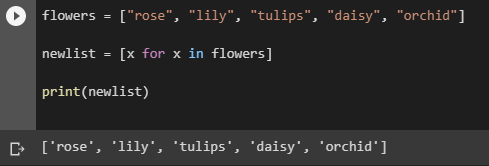 flowers = ["rose", "lily", "tulips", "daisy", "orchid"]
newlist = [x for x in flowers]
print(newlist)
['rose', 'lily', 'tulips', 'daisy', 'orchid']